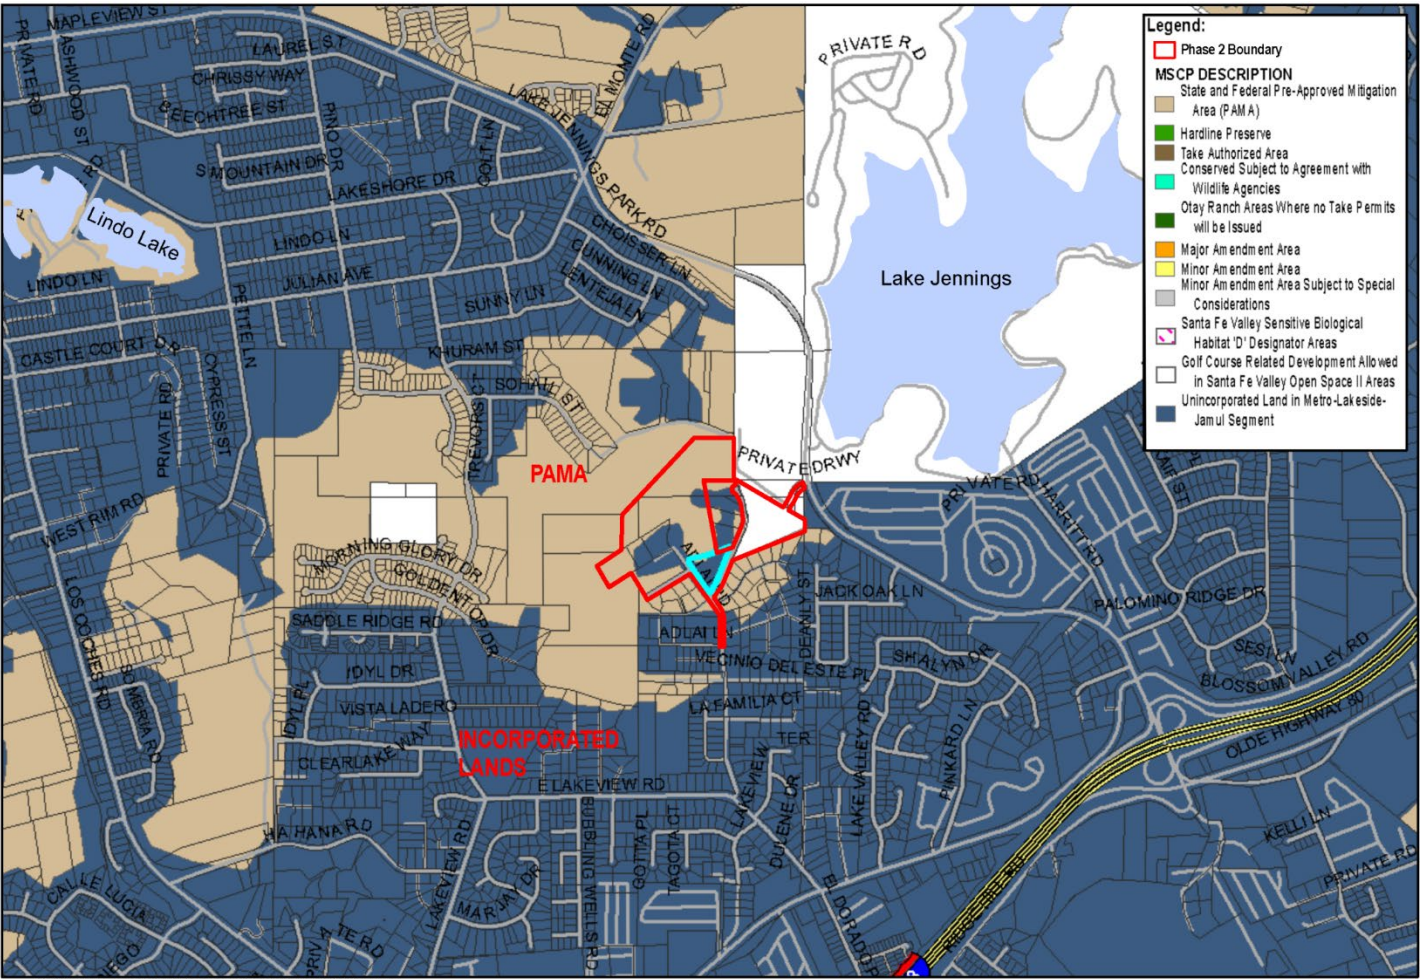 Legend:
Phase 2 Boundary
MSCP DESCRIPTION
State and Federal Pre-Approved Mitigation
Area (PAMA)
Hardline Preserve
Take Authorized Area
Conserved Subject to Agreement with
Wildlife Agencies
Otay Ranch Areas Where no Take Permits
will be Issued
Major Amendment Area
Minor Amendment Area
Minor Amendment Area Subject to Special
Considerations
Santa Fe Valley Sensitive Biological
Habitat 'D' Designator Areas
Golf Course Related Development Allowed
in Santa Fe Valley Open Space II Areas
Unincorporated Land in Metro-Lakeside-
Jamul Segment
MAPLEVIEW ST
PRIVATE RD
ASHWOOD ST
LAUREL ST
CHRISSY WAY
BEECHTREE ST
PINO DR
S MOUNTAIN DR
LAKESHORE DR
COLT LN
EL MONTE RD
LAKE JENNINGS PARK RD
PRIVATE RD
RD
Lindo Lake
LINDO LN
LINDO LN
JULIAN AVE
CHOISSER LN
CUNNING LN
LENTEJA LN
SUNNY LN
PETITE LN
Lake Jennings
CASTLE COURT DR
CYPRESS ST
PRIVATE RD
KHURAM ST
SOHAIL ST
TREVORS CT
PAMA
PRIVATE DRWY
PRIVATE RD
HARRITT RD
WEST RIM RD
MORNING GLORY DR
GOLDENTOP DR
SADDLE RIDGE RD
LOS COCHES RD
SOMBRIA RD
ADLAI LN
DEANLY ST
JACK OAK LN
PALOMINO RIDGE DR
SESI LN
BLOSSOM VALLEY RD
OLDE HIGHWAY 80
IDYL DR
IDYL PL
VISTA LADERO
CLEARLAKE WAY
VECINIO DEL ESTE PL
SHALYN DR
LA FAMILIA CT
TER
INCORPORATED
LANDS
E LAKEVIEW RD
LAKEVIEW
LAKE VALLEY RD
PINKARD LN
DULENE DR
HA HANA RD
LAKEVIEW RD
MARJAY DR
BUBBLING WELLS RD
GOTTA PL
TAGOTA CT
KELLI LN
PRIVATE RD
CALLE LUCIA
PRIVATE RD